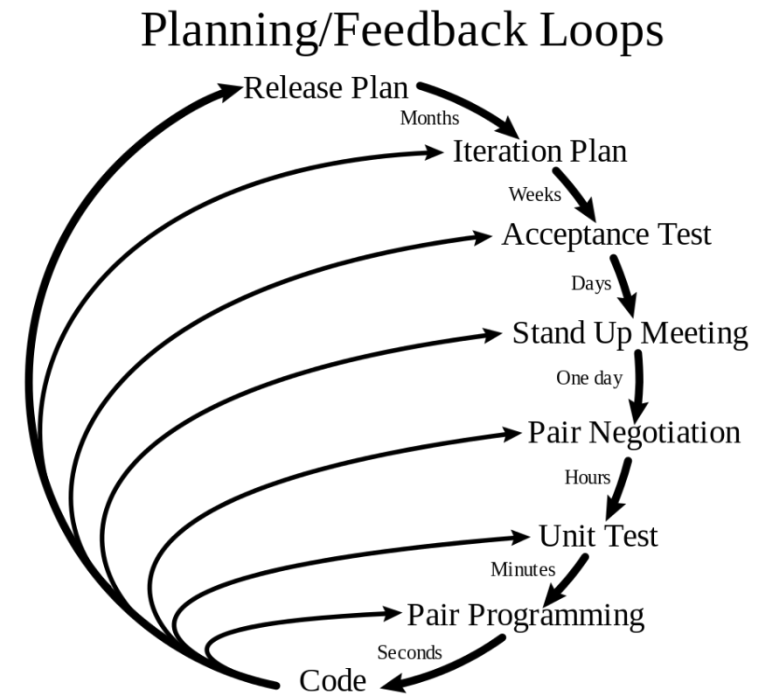 Planning/Feedback Loops
Release Plan
Months
Iteration Plan
Weeks
Acceptance Test
Days
Stand Up Meeting
One day
Pair Negotiation
Hours
Unit Test
Minutes
Pair Programming
Seconds
Code